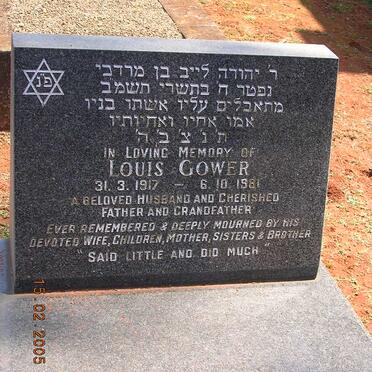 פ״נ
ר׳ יהודה לייב בן מרדכי
נפטר ח בתשרי תשמב
מתאבלים עליו אשתו בניו
אמו אחיו ואחיותיו
ת׳נ׳צ׳ב׳ה׳
IN LOVING MEMORY OF
LOUIS GOWER
31.3.1917 – 6.10.1981
A BELOVED HUSBAND AND CHERISHED
FATHER AND GRANDFATHER
EVER REMEMBERED & DEEPLY MOURNED BY HIS
DEVOTED WIFE, CHILDREN, MOTHER, SISTERS & BROTHER
"SAID LITTLE AND DID MUCH"
15 02 2005